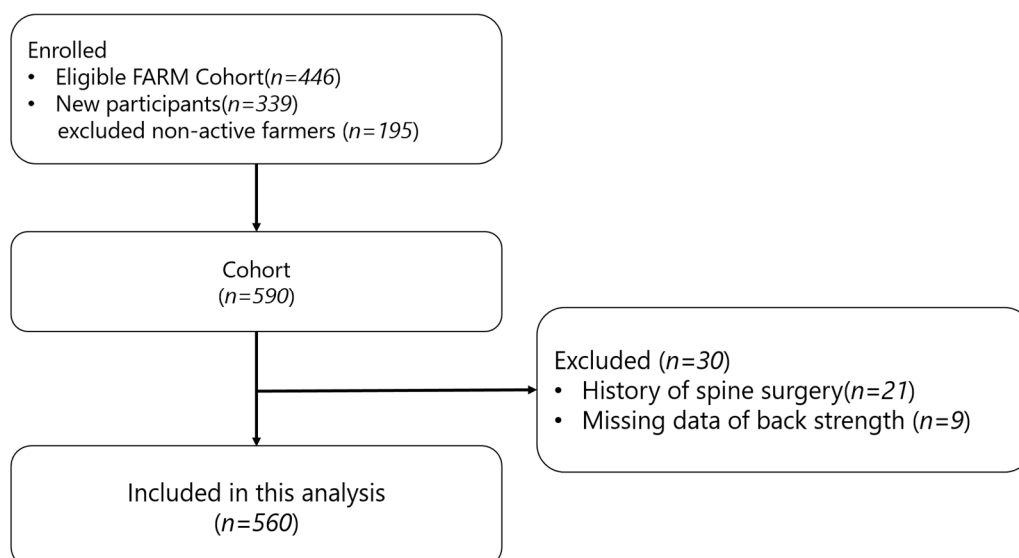 Enrolled
• Eligible FARM Cohort(n=446)
• New participants(n=339)
excluded non-active farmers (n=195)
Cohort
(n=590)
Excluded (n=30)
• History of spine surgery(n=21)
• Missing data of back strength (n=9)
Included in this analysis
(n=560)